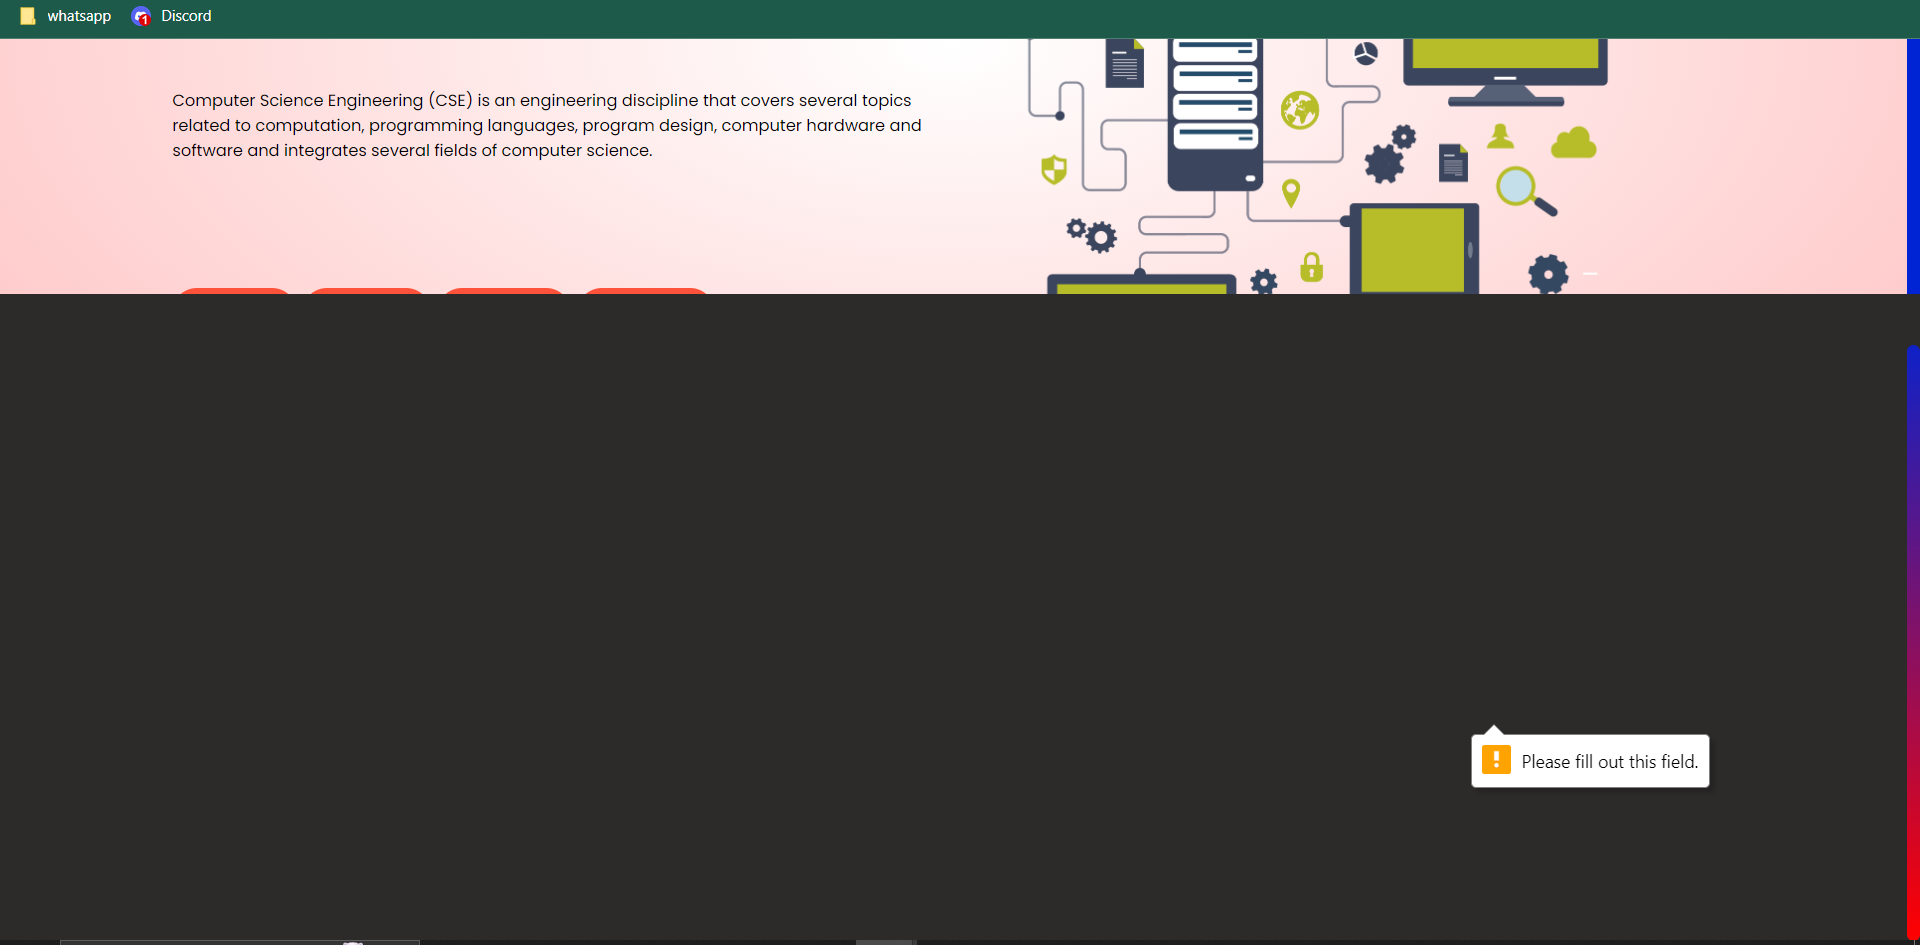 whatsapp Discord
Computer Science Engineering (CSE) is an engineering discipline that covers several topics
related to computation, programming languages, program design, computer hardware and
software and integrates several fields of computer science.
Please fill out this field.